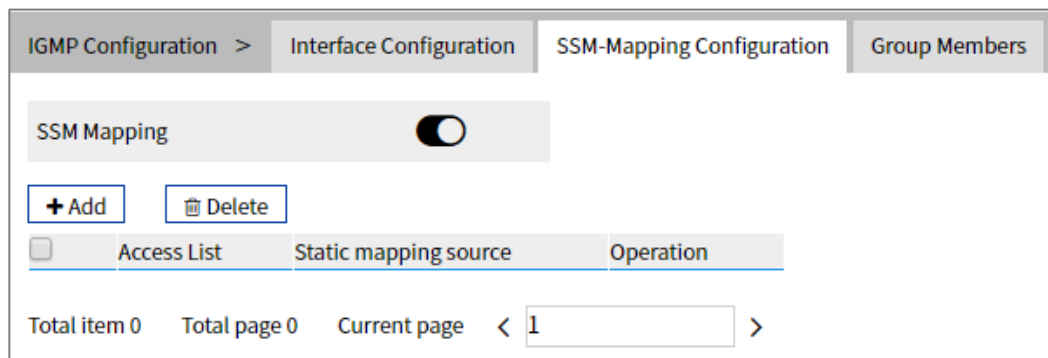 IGMP Configuration > Interface Configuration SSM-Mapping Configuration Group Members
SSM Mapping
+ Add Delete
Access List Static mapping source Operation
Total item 0 Total page 0 Current page < 1 >